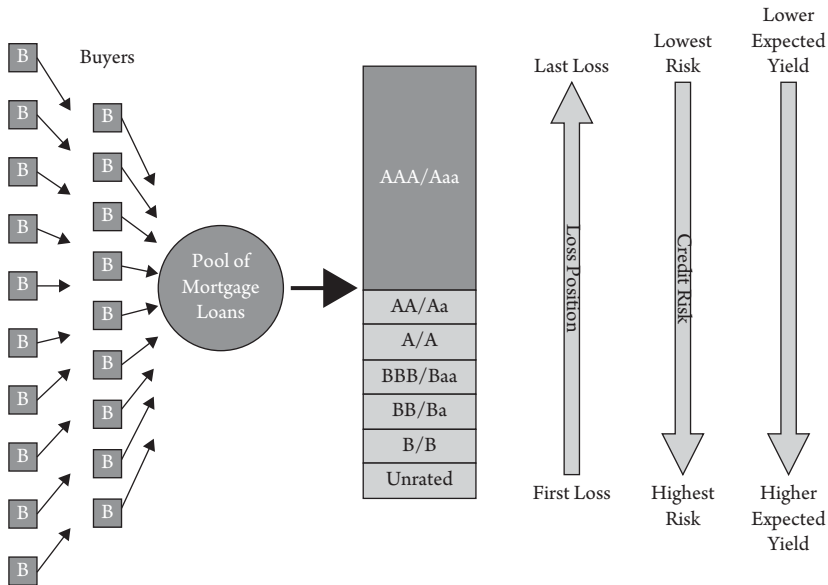 B
B
B
B
B
B
B
B
B
B
Buyers
B
B
B
B
B
B
B
B
B
Pool of
Mortgage
Loans
AAA/Aaa
AA/Aa
A/A
BBB/Baa
BB/Ba
B/B
Unrated
Last Loss
Loss Position
First Loss
Lowest
Risk
Credit Risk
Highest
Risk
Lower
Expected
Yield
Higher
Expected
Yield